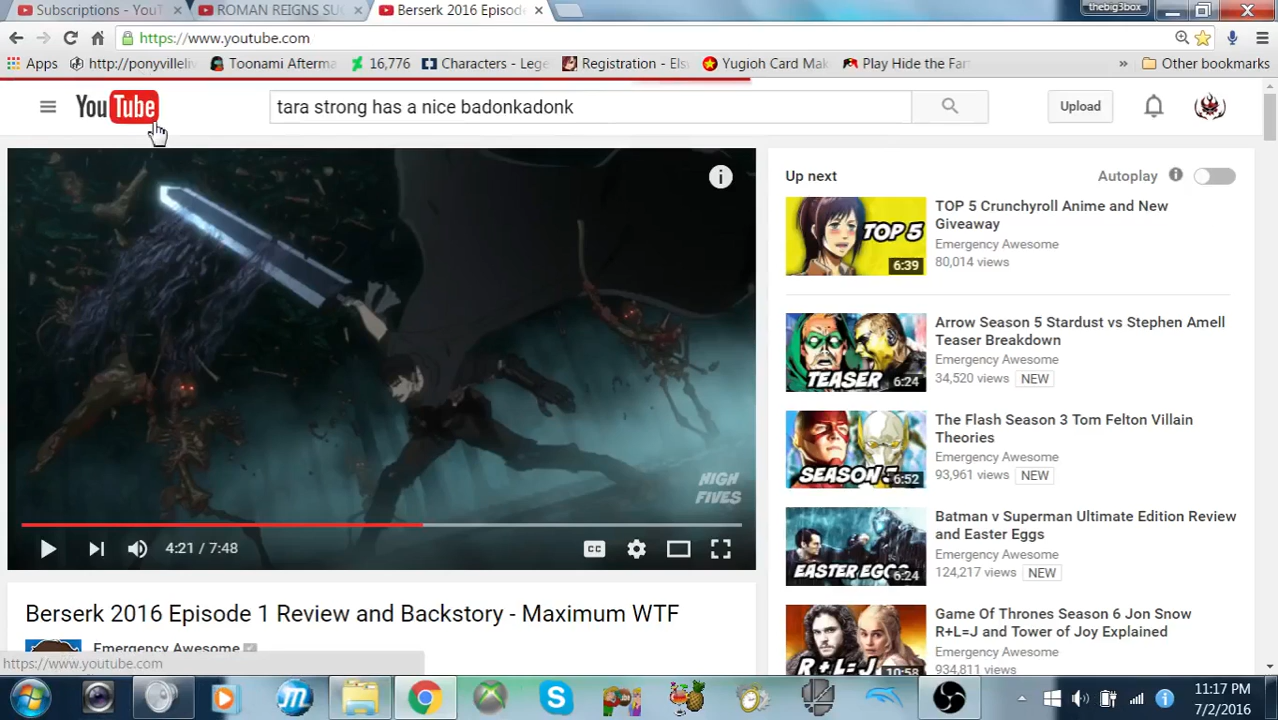 Subscriptions - YouT
ROMAN REIGNS SU
Berserk 2016 Episod
thebig3box
https://www.youtube.com
Apps
http://ponyvilleliv
Toonami Afterma
16,776
Characters - Lege
Registration - Els
Yugioh Card Mak
Play Hide the Far
»
Other bookmarks
YouTube
tara strong has a nice badonkadonk
Upload
Up next
Autoplay
TOP 5
6:39
TOP 5 Crunchyroll Anime and New
Giveaway
Emergency Awesome
80,014 views
TEASER
6:24
Arrow Season 5 Stardust vs Stephen Amell
Teaser Breakdown
Emergency Awesome
34,520 views NEW
SEASON
6:52
The Flash Season 3 Tom Felton Villain
Theories
Emergency Awesome
93,961 views NEW
EASTER EGG
6:24
Batman v Superman Ultimate Edition Review
and Easter Eggs
Emergency Awesome
124,217 views NEW
R+L=J
10:58
Game Of Thrones Season 6 Jon Snow
R+L=J and Tower of Joy Explained
Emergency Awesome
934,811 views
HIGH
FIVES
4:21 / 7:48
CC
Berserk 2016 Episode 1 Review and Backstory - Maximum WTF
Emergency Awesome
https://www.youtube.com
11:17 PM
7/2/2016